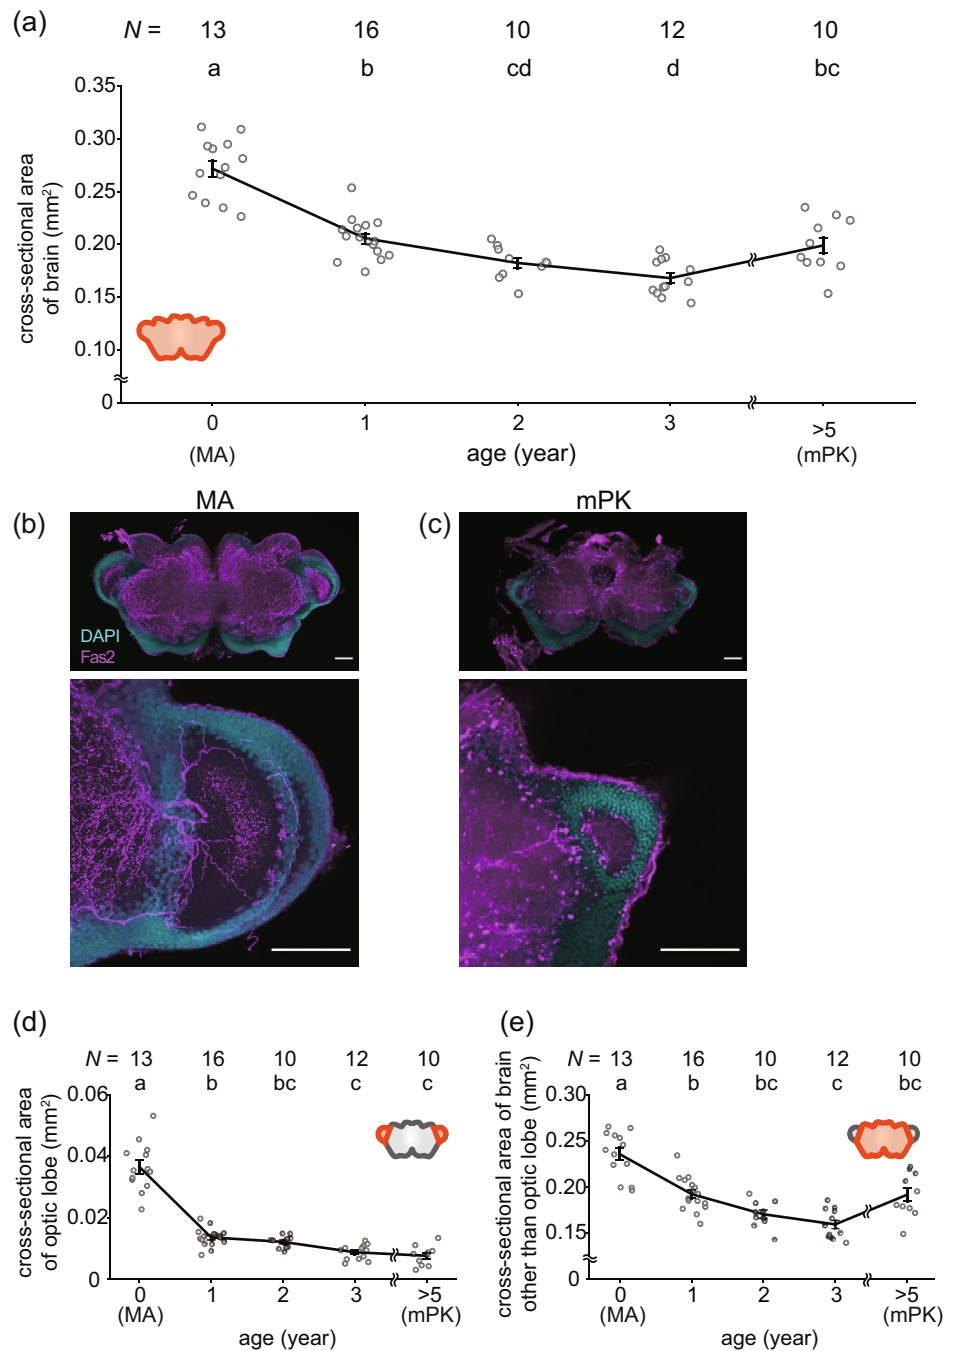 (a)
N = 13 16 10 12 10
a b cd d bc
cross-sectional area
of brain (mm²)
0.35
0.30
0.25
0.20
0.15
0.10
0
0 1 2 3 >5
(MA) (mPK)
age (year)
MA mPK
(b) (c)
DAPI
Fas2
(d)
N = 13 16 10 12 10
a b bc c c
cross-sectional area
of optic lobe (mm²)
0.06
0.04
0.02
0
0 1 2 3 >5
(MA) (mPK)
age (year)
(e)
N = 13 16 10 12 10
a b bc c bc
cross-sectional area of brain
other than optic lobe (mm²)
0.30
0.25
0.20
0.15
0
0 1 2 3 >5
(MA) (mPK)
age (year)